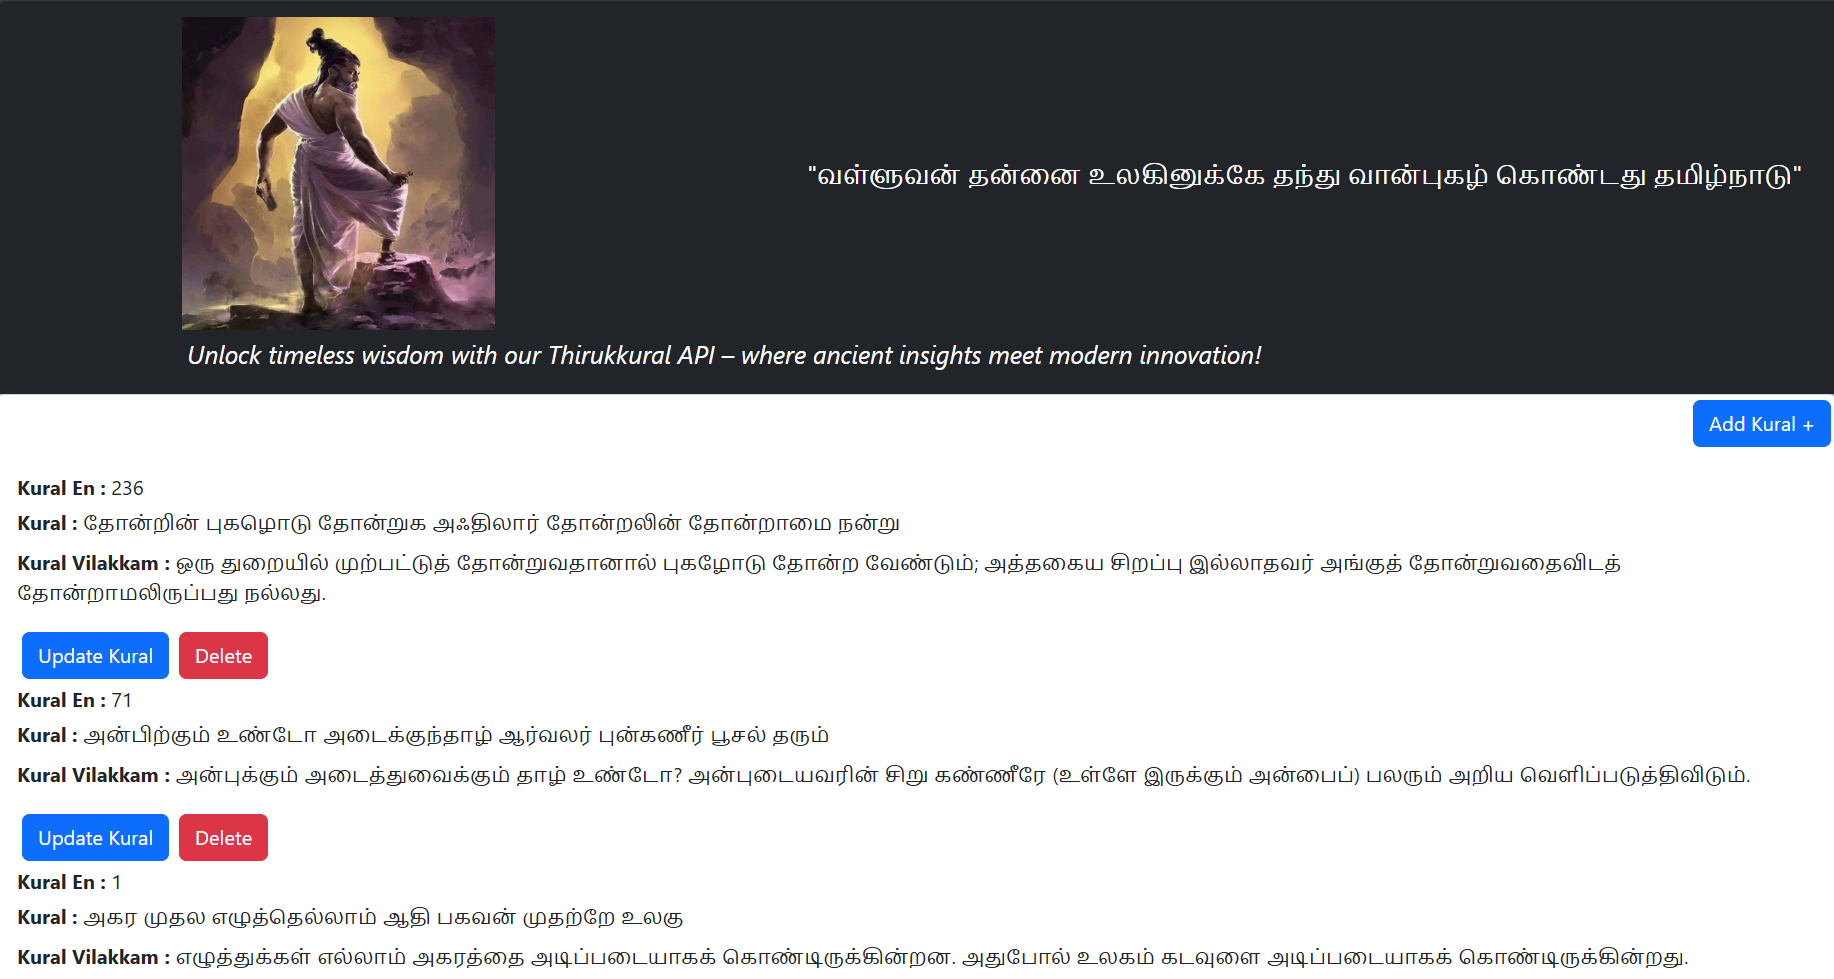 "வள்ளுவன் தன்னை உலகினுக்கே தந்து வான்புகழ் கொண்டது தமிழ்நாடு"
Unlock timeless wisdom with our Thirukkural API – where ancient insights meet modern innovation!
Add Kural +
Kural En : 236
Kural : தோன்றின் புகழொடு தோன்றுக அஃதிலார் தோன்றலின் தோன்றாமை நன்று
Kural Vilakkam : ஒரு துறையில் முற்பட்டுத் தோன்றுவதானால் புகழோடு தோன்ற வேண்டும்; அத்தகைய சிறப்பு இல்லாதவர் அங்குத் தோன்றுவதைவிடத்
தோன்றாமலிருப்பது நல்லது.
Update Kural Delete
Kural En : 71
Kural : அன்பிற்கும் உண்டோ அடைக்குந்தாழ் ஆர்வலர் புன்கணீர் பூசல் தரும்
Kural Vilakkam : அன்புக்கும் அடைத்துவைக்கும் தாழ் உண்டோ? அன்புடையவரின் சிறு கண்ணீரே (உள்ளே இருக்கும் அன்பைப்) பலரும் அறிய வெளிப்படுத்திவிடும்.
Update Kural Delete
Kural En : 1
Kural : அகர முதல எழுத்தெல்லாம் ஆதி பகவன் முதற்றே உலகு
Kural Vilakkam : எழுத்துக்கள் எல்லாம் அகரத்தை அடிப்படையாகக் கொண்டிருக்கின்றன. அதுபோல் உலகம் கடவுளை அடிப்படையாகக் கொண்டிருக்கின்றது.